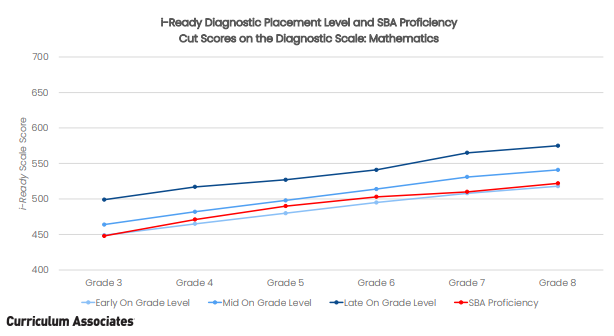 i-Ready Diagnostic Placement Level and SBA Proficiency
Cut Scores on the Diagnostic Scale: Mathematics
700
650
600
550
500
450
400
i-Ready Scale Score
Grade 3 Grade 4 Grade 5 Grade 6 Grade 7 Grade 8
Early On Grade Level Mid On Grade Level Late On Grade Level SBA Proficiency
Curriculum Associates